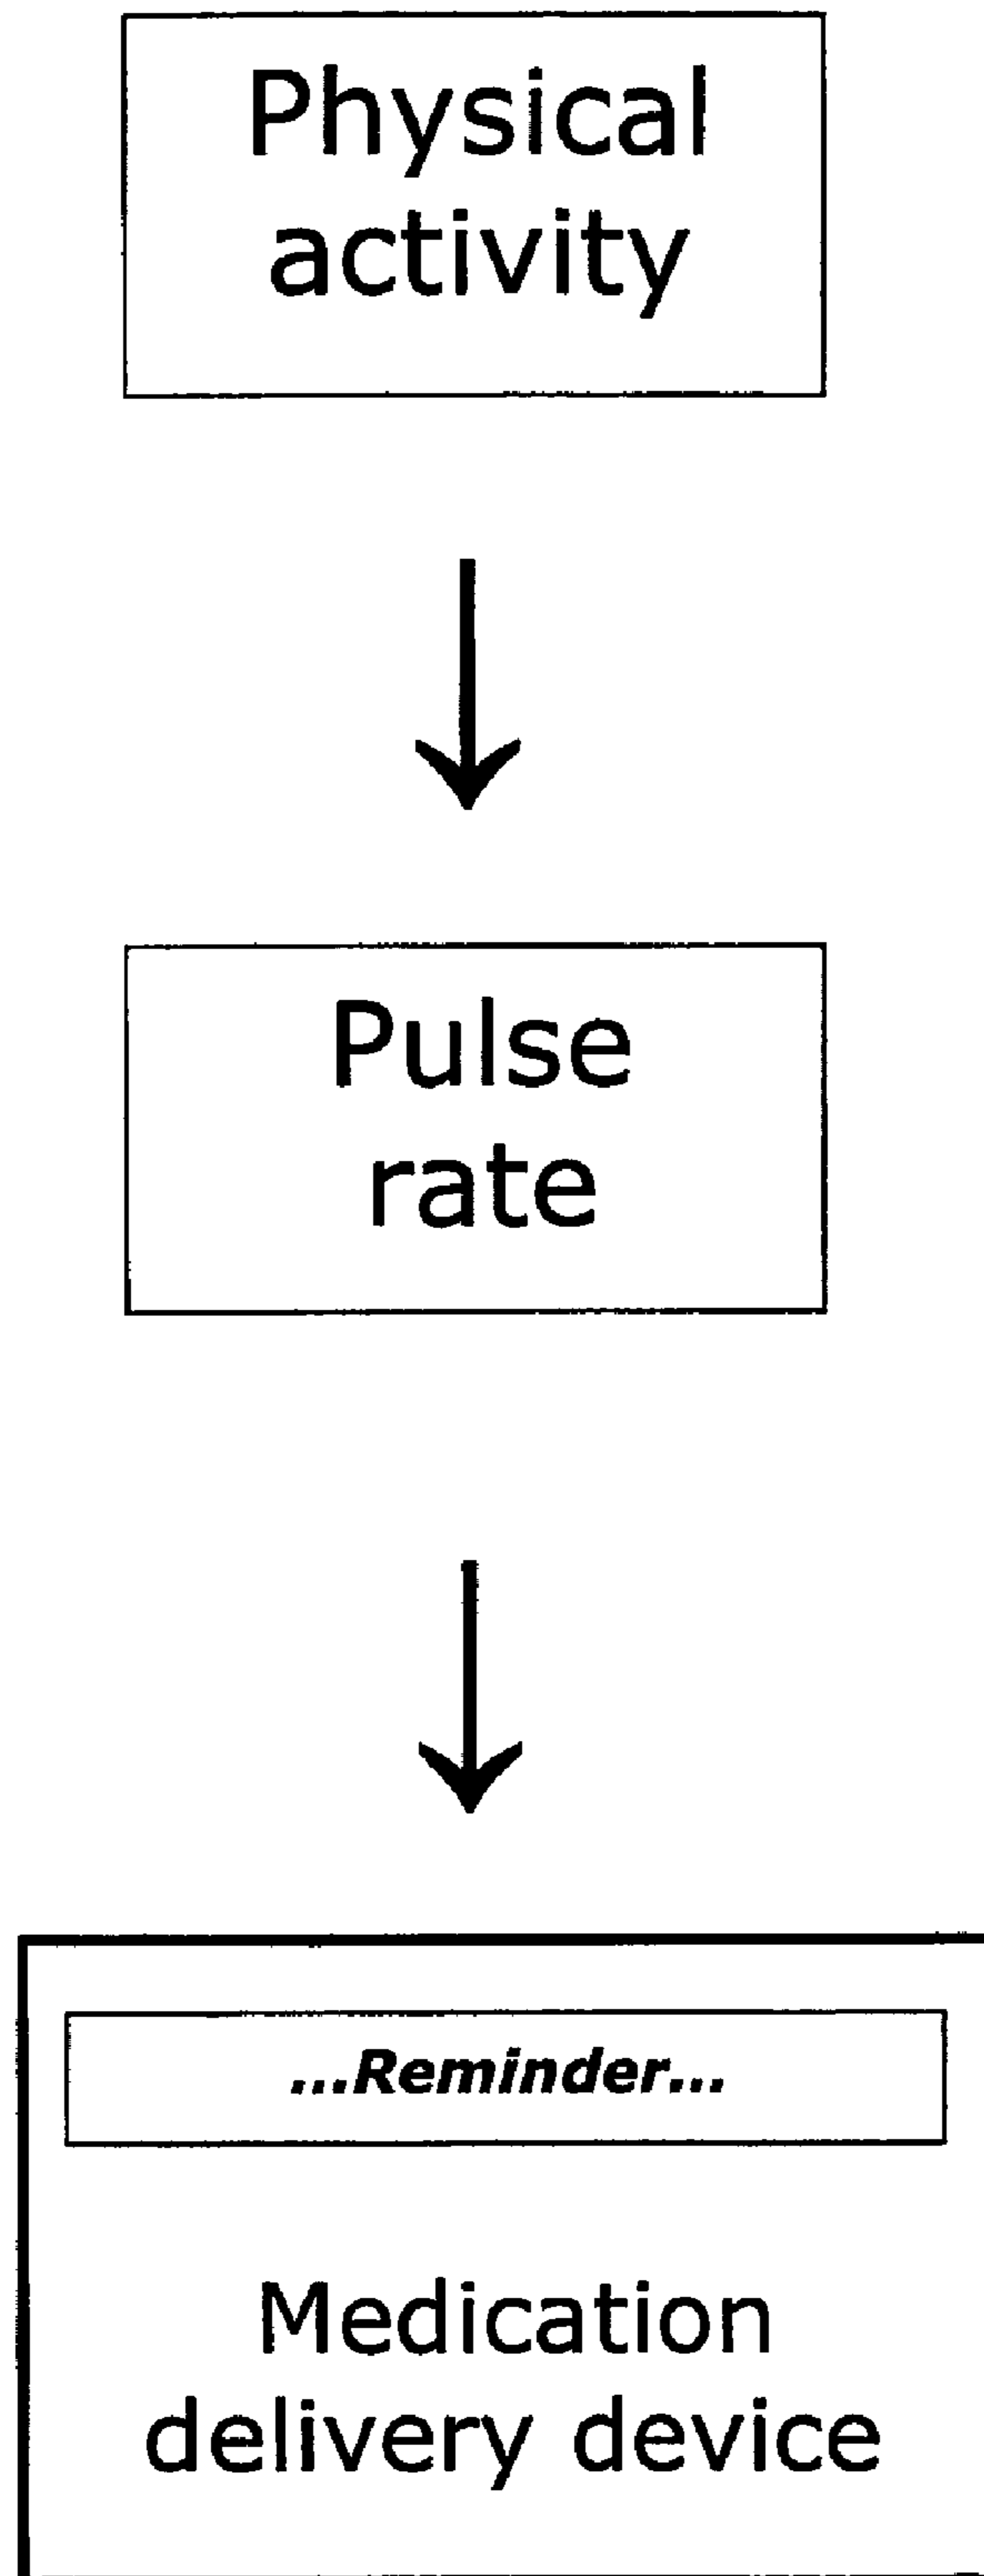 Physical
activity
Pulse
rate
...Reminder...
Medication
delivery device